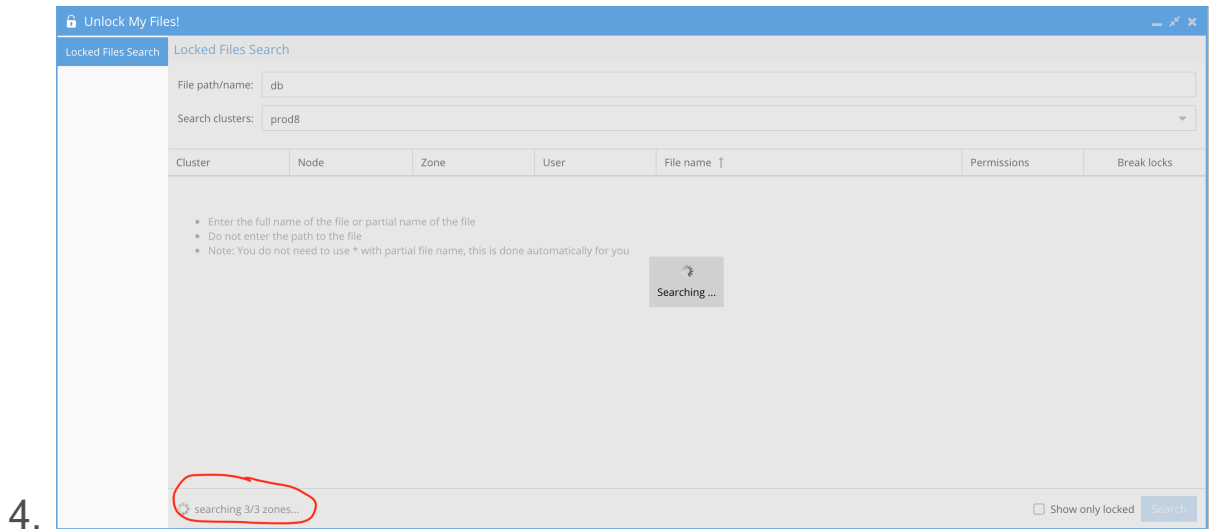 Unlock My Files!
Locked Files Search
Locked Files Search
File path/name: db
Search clusters: prod8
Cluster Node Zone User File name ↑ Permissions Break locks
• Enter the full name of the file or partial name of the file
• Do not enter the path to the file
• Note: You do not need to use * with partial file name, this is done automatically for you
Searching ...
searching 3/3 zones...
Show only locked Search
4.